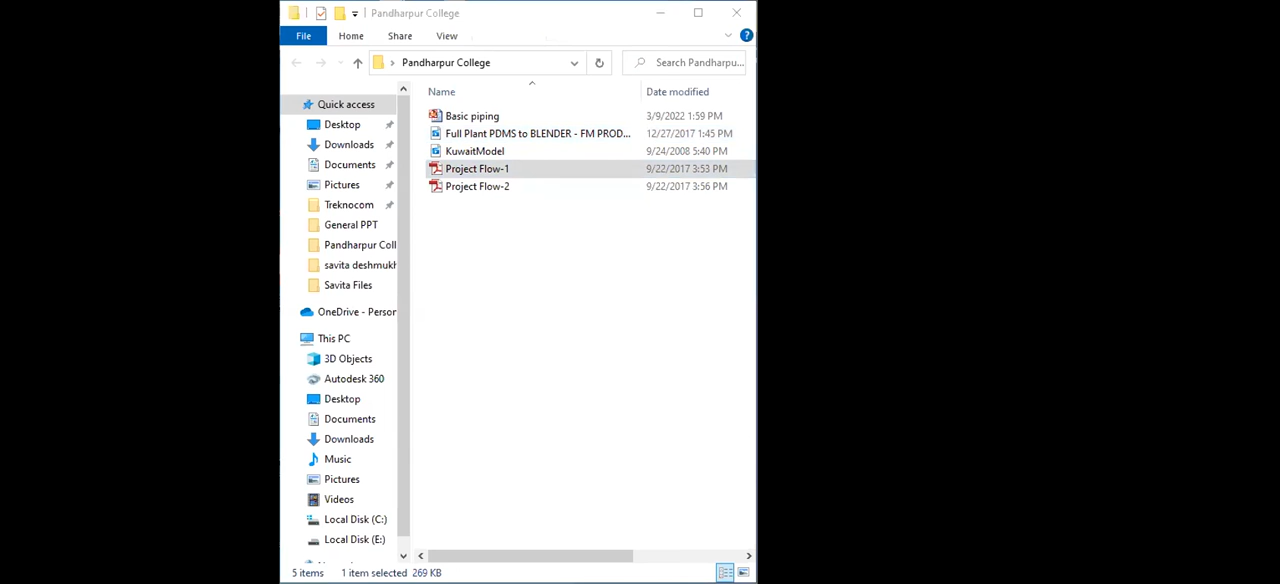 Pandharpur College
File Home Share View
Pandharpur College
Search Pandharpu...
Name Date modified
Quick access
Desktop
Downloads
Documents
Pictures
Treknocom
General PPT
Pandharpur Coll
savita deshmukh
Savita Files
OneDrive - Person
This PC
3D Objects
Autodesk 360
Desktop
Documents
Downloads
Music
Pictures
Videos
Local Disk (C:)
Local Disk (E:)
Basic piping 3/9/2022 1:59 PM
Full Plant PDMS to BLENDER - FM PROD... 12/27/2017 1:45 PM
KuwaitModel 9/24/2008 5:40 PM
Project Flow-1 9/22/2017 3:53 PM
Project Flow-2 9/22/2017 3:56 PM
5 items 1 item selected 269 KB